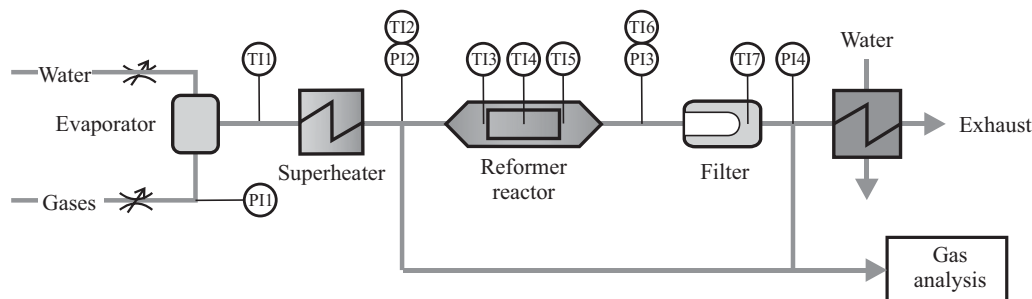 TI2
TI6
TI1
PI2
TI3
TI4
TI5
PI3
TI7
PI4
Water
Water
Evaporator
Exhaust
Superheater
Reformer
reactor
Filter
Gases
PI1
Gas
analysis